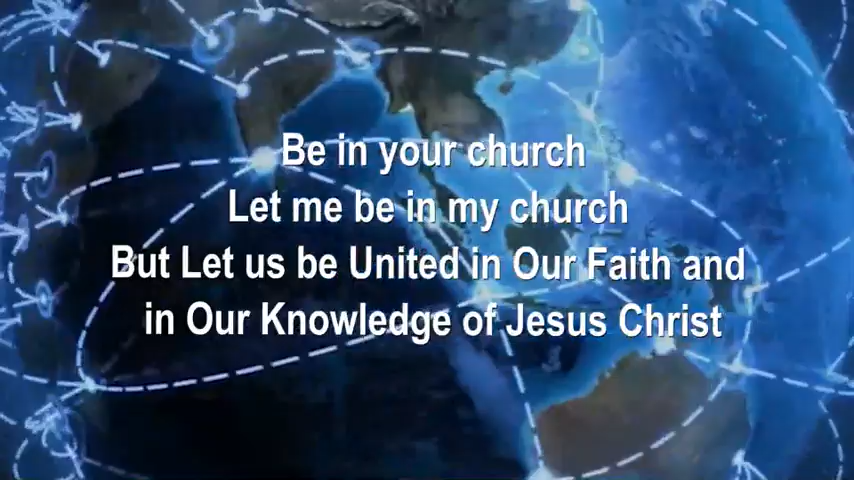 Be in your church
Let me be in my church
But Let us be United in Our Faith and
in Our Knowledge of Jesus Christ